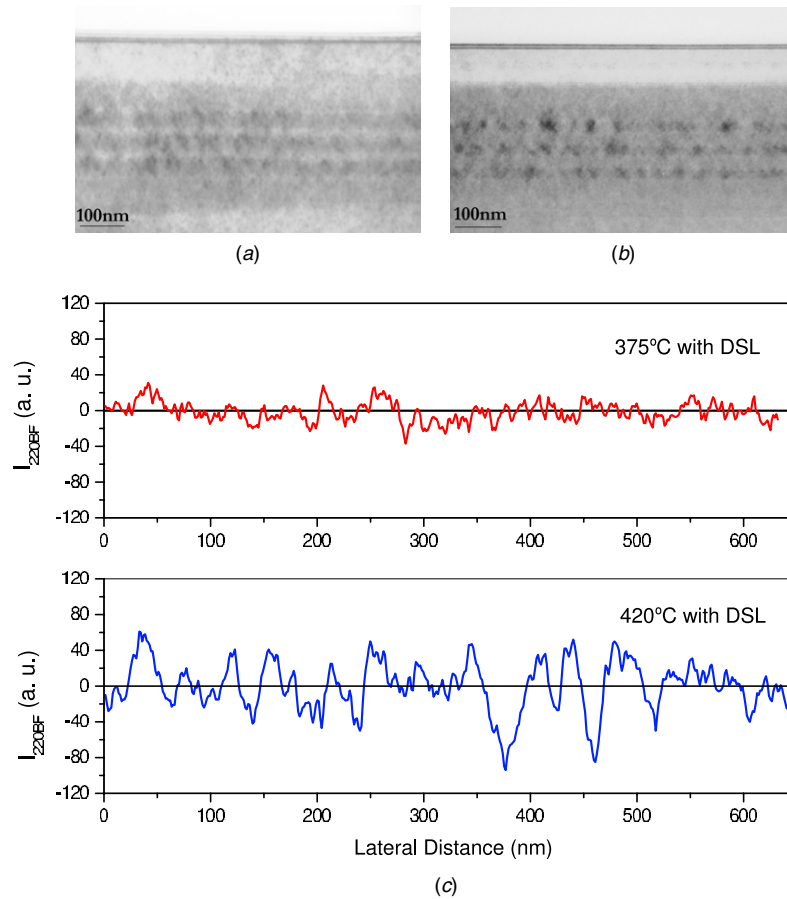 100nm
100nm
(a)
(b)
120
80
40
0
-40
-80
-120
I220BF (a. u.)
375ºC with DSL
0 100 200 300 400 500 600
120
80
40
0
-40
-80
-120
I220BF (a. u.)
420ºC with DSL
0 100 200 300 400 500 600
Lateral Distance (nm)
(c)